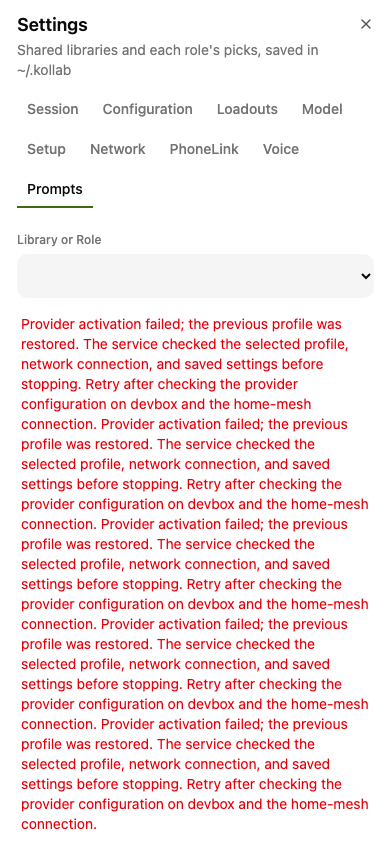 Settings
Shared libraries and each role's picks, saved in
~/.kollab
Session Configuration Loadouts Model
Setup Network PhoneLink Voice
Prompts
Library or Role
Provider activation failed; the previous profile was
restored. The service checked the selected profile,
network connection, and saved settings before
stopping. Retry after checking the provider
configuration on devbox and the home-mesh
connection. Provider activation failed; the previous
profile was restored. The service checked the
selected profile, network connection, and saved
settings before stopping. Retry after checking the
provider configuration on devbox and the home-mesh
connection. Provider activation failed; the previous
profile was restored. The service checked the
selected profile, network connection, and saved
settings before stopping. Retry after checking the
provider configuration on devbox and the home-mesh
connection. Provider activation failed; the previous
profile was restored. The service checked the
selected profile, network connection, and saved
settings before stopping. Retry after checking the
provider configuration on devbox and the home-mesh
connection. Provider activation failed; the previous
profile was restored. The service checked the
selected profile, network connection, and saved
settings before stopping. Retry after checking the
provider configuration on devbox and the home-mesh
connection.